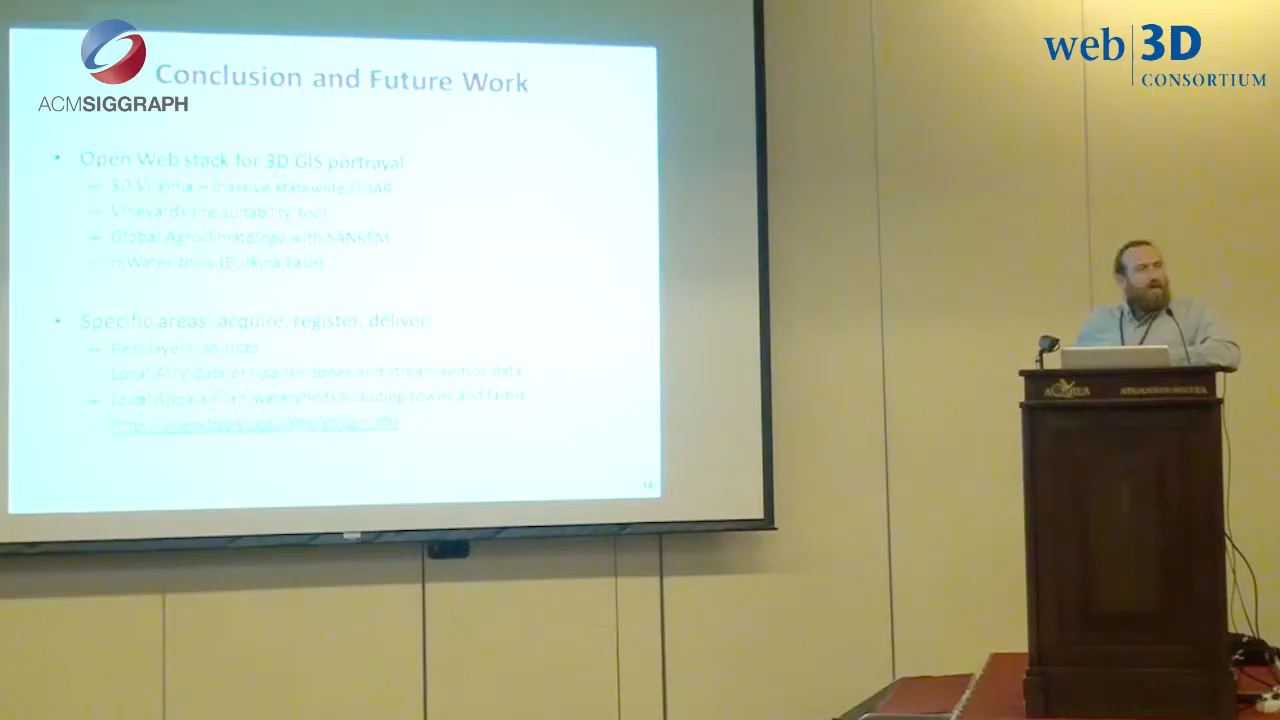 web 3D
CONSORTIUM
ACMSIGGRAPH
Conclusion and Future Work
• Open Web stack for 3D GIS portrayal
– 3D Virginia – massive statewide LIDAR
– Vineyard site suitability tool
– Global Agroclimatology with SANREM
– mWater tools (Burkina Faso)
• Specific areas: acquire, register, deliver:
– Best layers, sources
Local AUV data of riparian zones and stream sensor data
– Local Appalachian watersheds including towns and farms
AQUILA